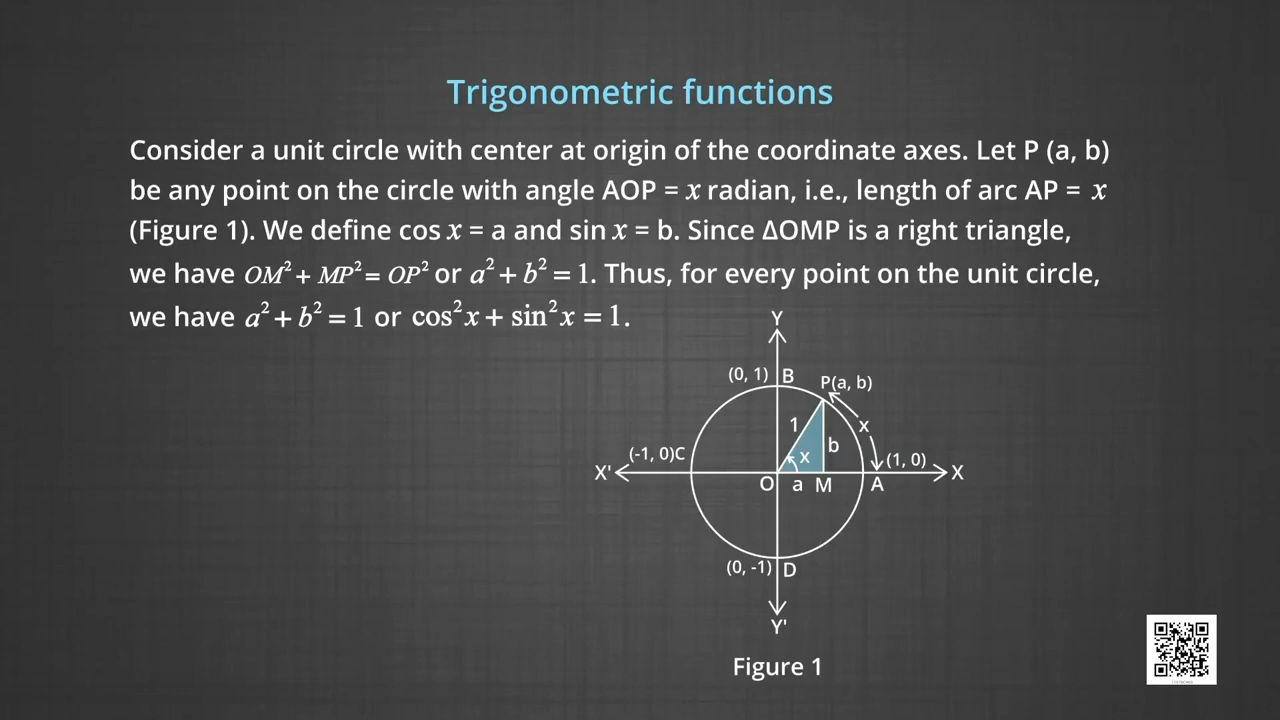 Trigonometric functions
Consider a unit circle with center at origin of the coordinate axes. Let P (a, b)
be any point on the circle with angle AOP = x radian, i.e., length of arc AP = x
(Figure 1). We define cos x = a and sin x = b. Since ΔOMP is a right triangle,
we have OM² + MP² = OP² or a² + b² = 1. Thus, for every point on the unit circle,
we have a² + b² = 1 or cos²x + sin²x = 1.
Y
(0, 1) B
P(a, b)
1
x
b
x
(-1, 0)C
(1, 0)
X'
X
O
a
M
A
(0, -1) D
Y'
Figure 1